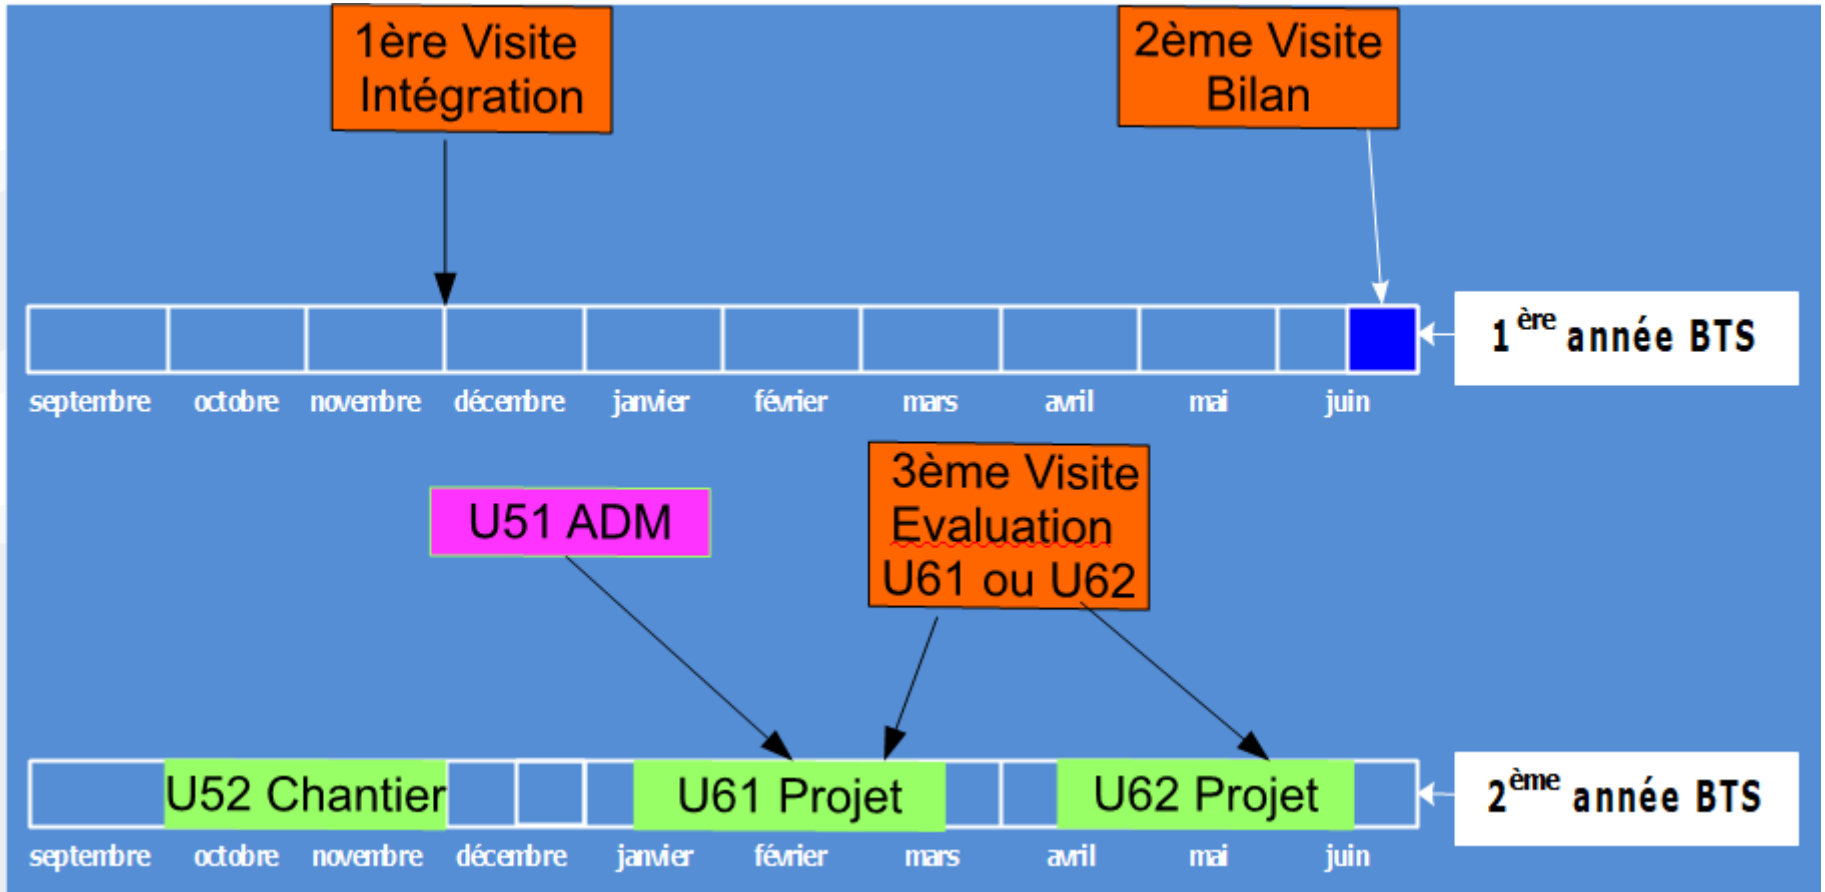 1ère Visite
Intégration
2ème Visite
Bilan
1ère année BTS
septembre octobre novembre décembre janvier février mars avril mai juin
U51 ADM
3ème Visite
Evaluation
U61 ou U62
U52 Chantier U61 Projet U62 Projet
2ème année BTS
septembre octobre novembre décembre janvier février mars avril mai juin